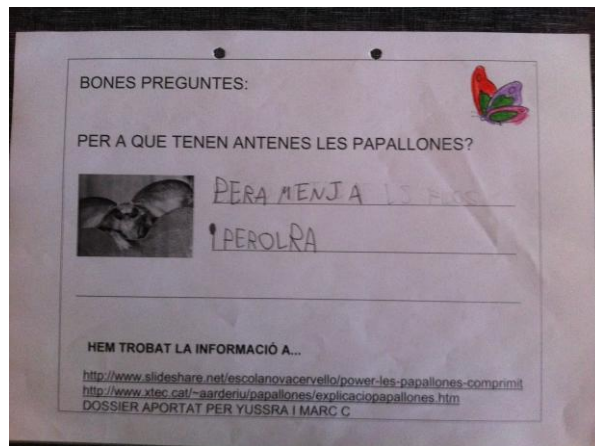 BONES PREGUNTES:
PER A QUE TENEN ANTENES LES PAPALLONES?
PERA MENJA
I PEROLRA
HEM TROBAT LA INFORMACIÓ A...
http://www.slideshare.net/escolanovacervello/power-les-papallones-comprimit
http://www.xtec.cat/~aarderiu/papallones/explicaciopapallones.htm
DOSSIER APORTAT PER YUSSRA I MARC C